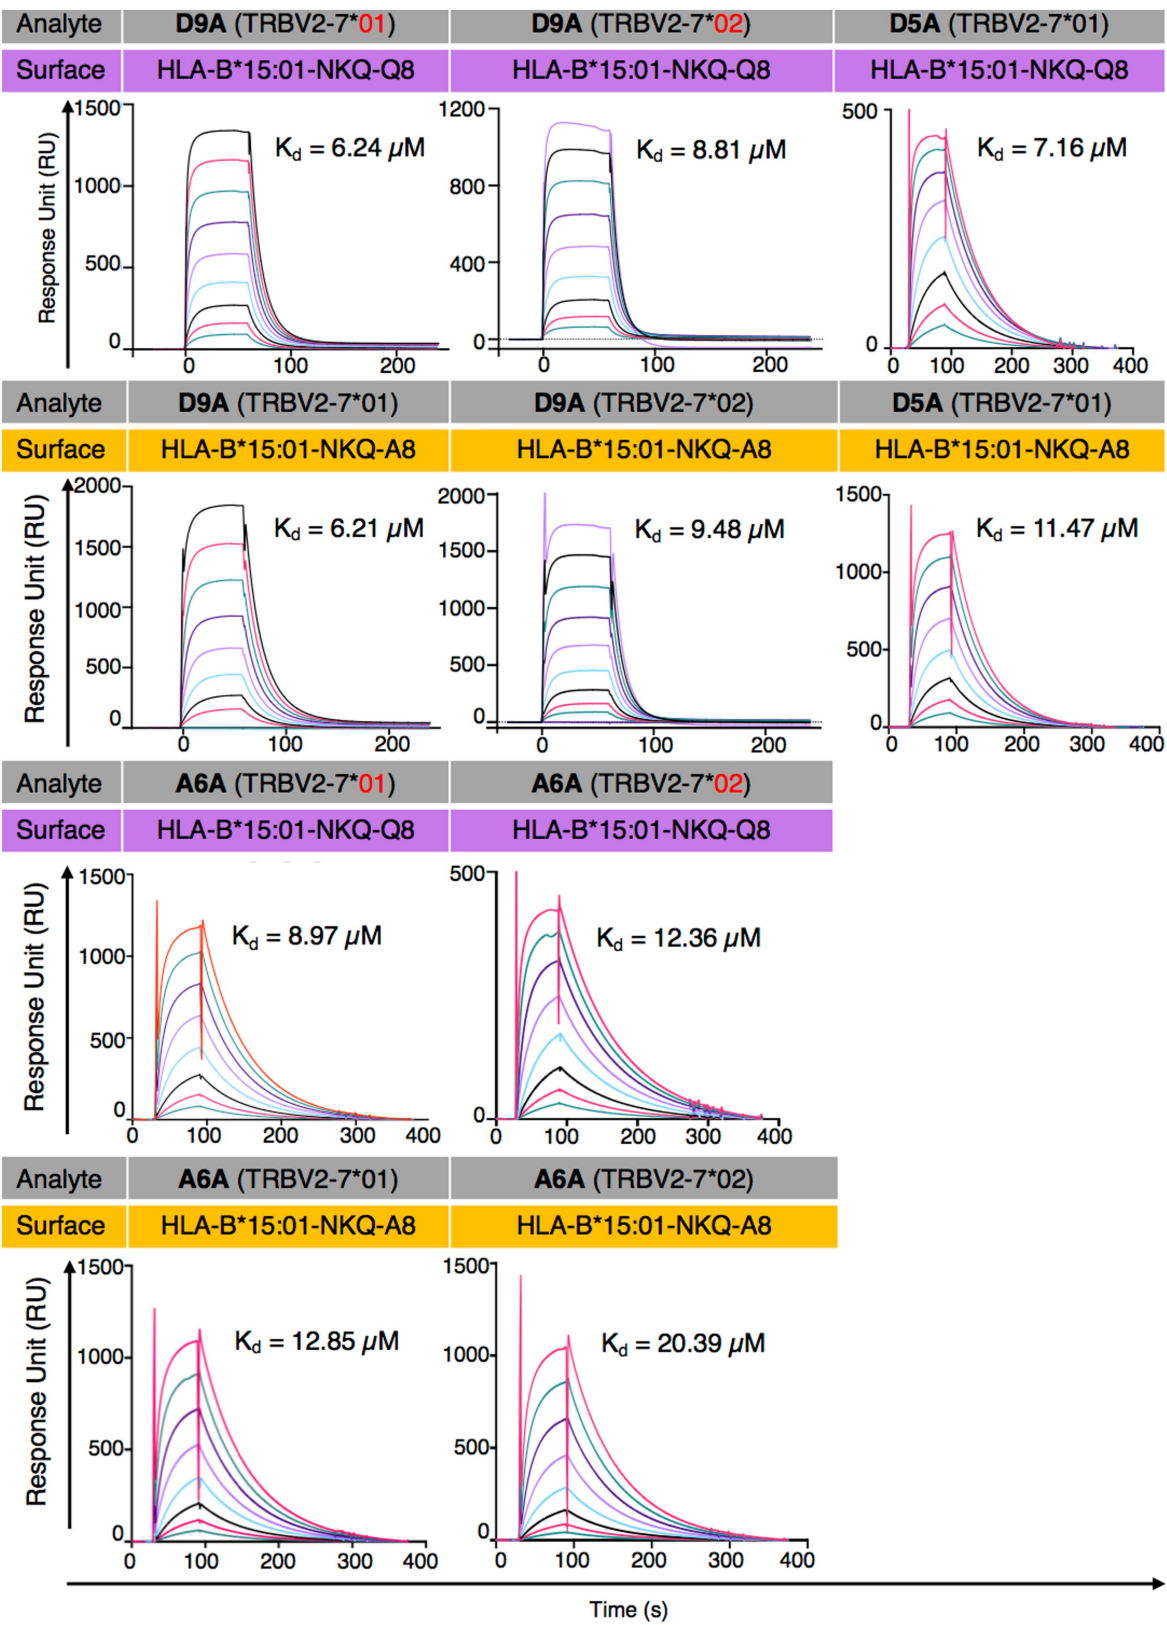 Analyte D9A (TRBV2-7*01) D9A (TRBV2-7*02) D5A (TRBV2-7*01)
Surface HLA-B*15:01-NKQ-Q8 HLA-B*15:01-NKQ-Q8 HLA-B*15:01-NKQ-Q8
Response Unit (RU)
1500 1000 500 0
0 100 200
Kd = 6.24 µM
1200 800 400 0
0 100 200
Kd = 8.81 µM
500 0
0 100 200 300 400
Kd = 7.16 µM
Analyte D9A (TRBV2-7*01) D9A (TRBV2-7*02) D5A (TRBV2-7*01)
Surface HLA-B*15:01-NKQ-A8 HLA-B*15:01-NKQ-A8 HLA-B*15:01-NKQ-A8
Response Unit (RU)
2000 1500 1000 500 0
0 100 200
Kd = 6.21 µM
2000 1500 1000 500 0
0 100 200
Kd = 9.48 µM
1500 1000 500 0
0 100 200 300 400
Kd = 11.47 µM
Analyte A6A (TRBV2-7*01) A6A (TRBV2-7*02)
Surface HLA-B*15:01-NKQ-Q8 HLA-B*15:01-NKQ-Q8
Response Unit (RU)
1500 1000 500 0
0 100 200 300 400
Kd = 8.97 µM
500 0
0 100 200 300 400
Kd = 12.36 µM
Analyte A6A (TRBV2-7*01) A6A (TRBV2-7*02)
Surface HLA-B*15:01-NKQ-A8 HLA-B*15:01-NKQ-A8
Response Unit (RU)
1500 1000 500 0
0 100 200 300 400
Kd = 12.85 µM
1500 1000 500 0
0 100 200 300 400
Kd = 20.39 µM
Time (s)